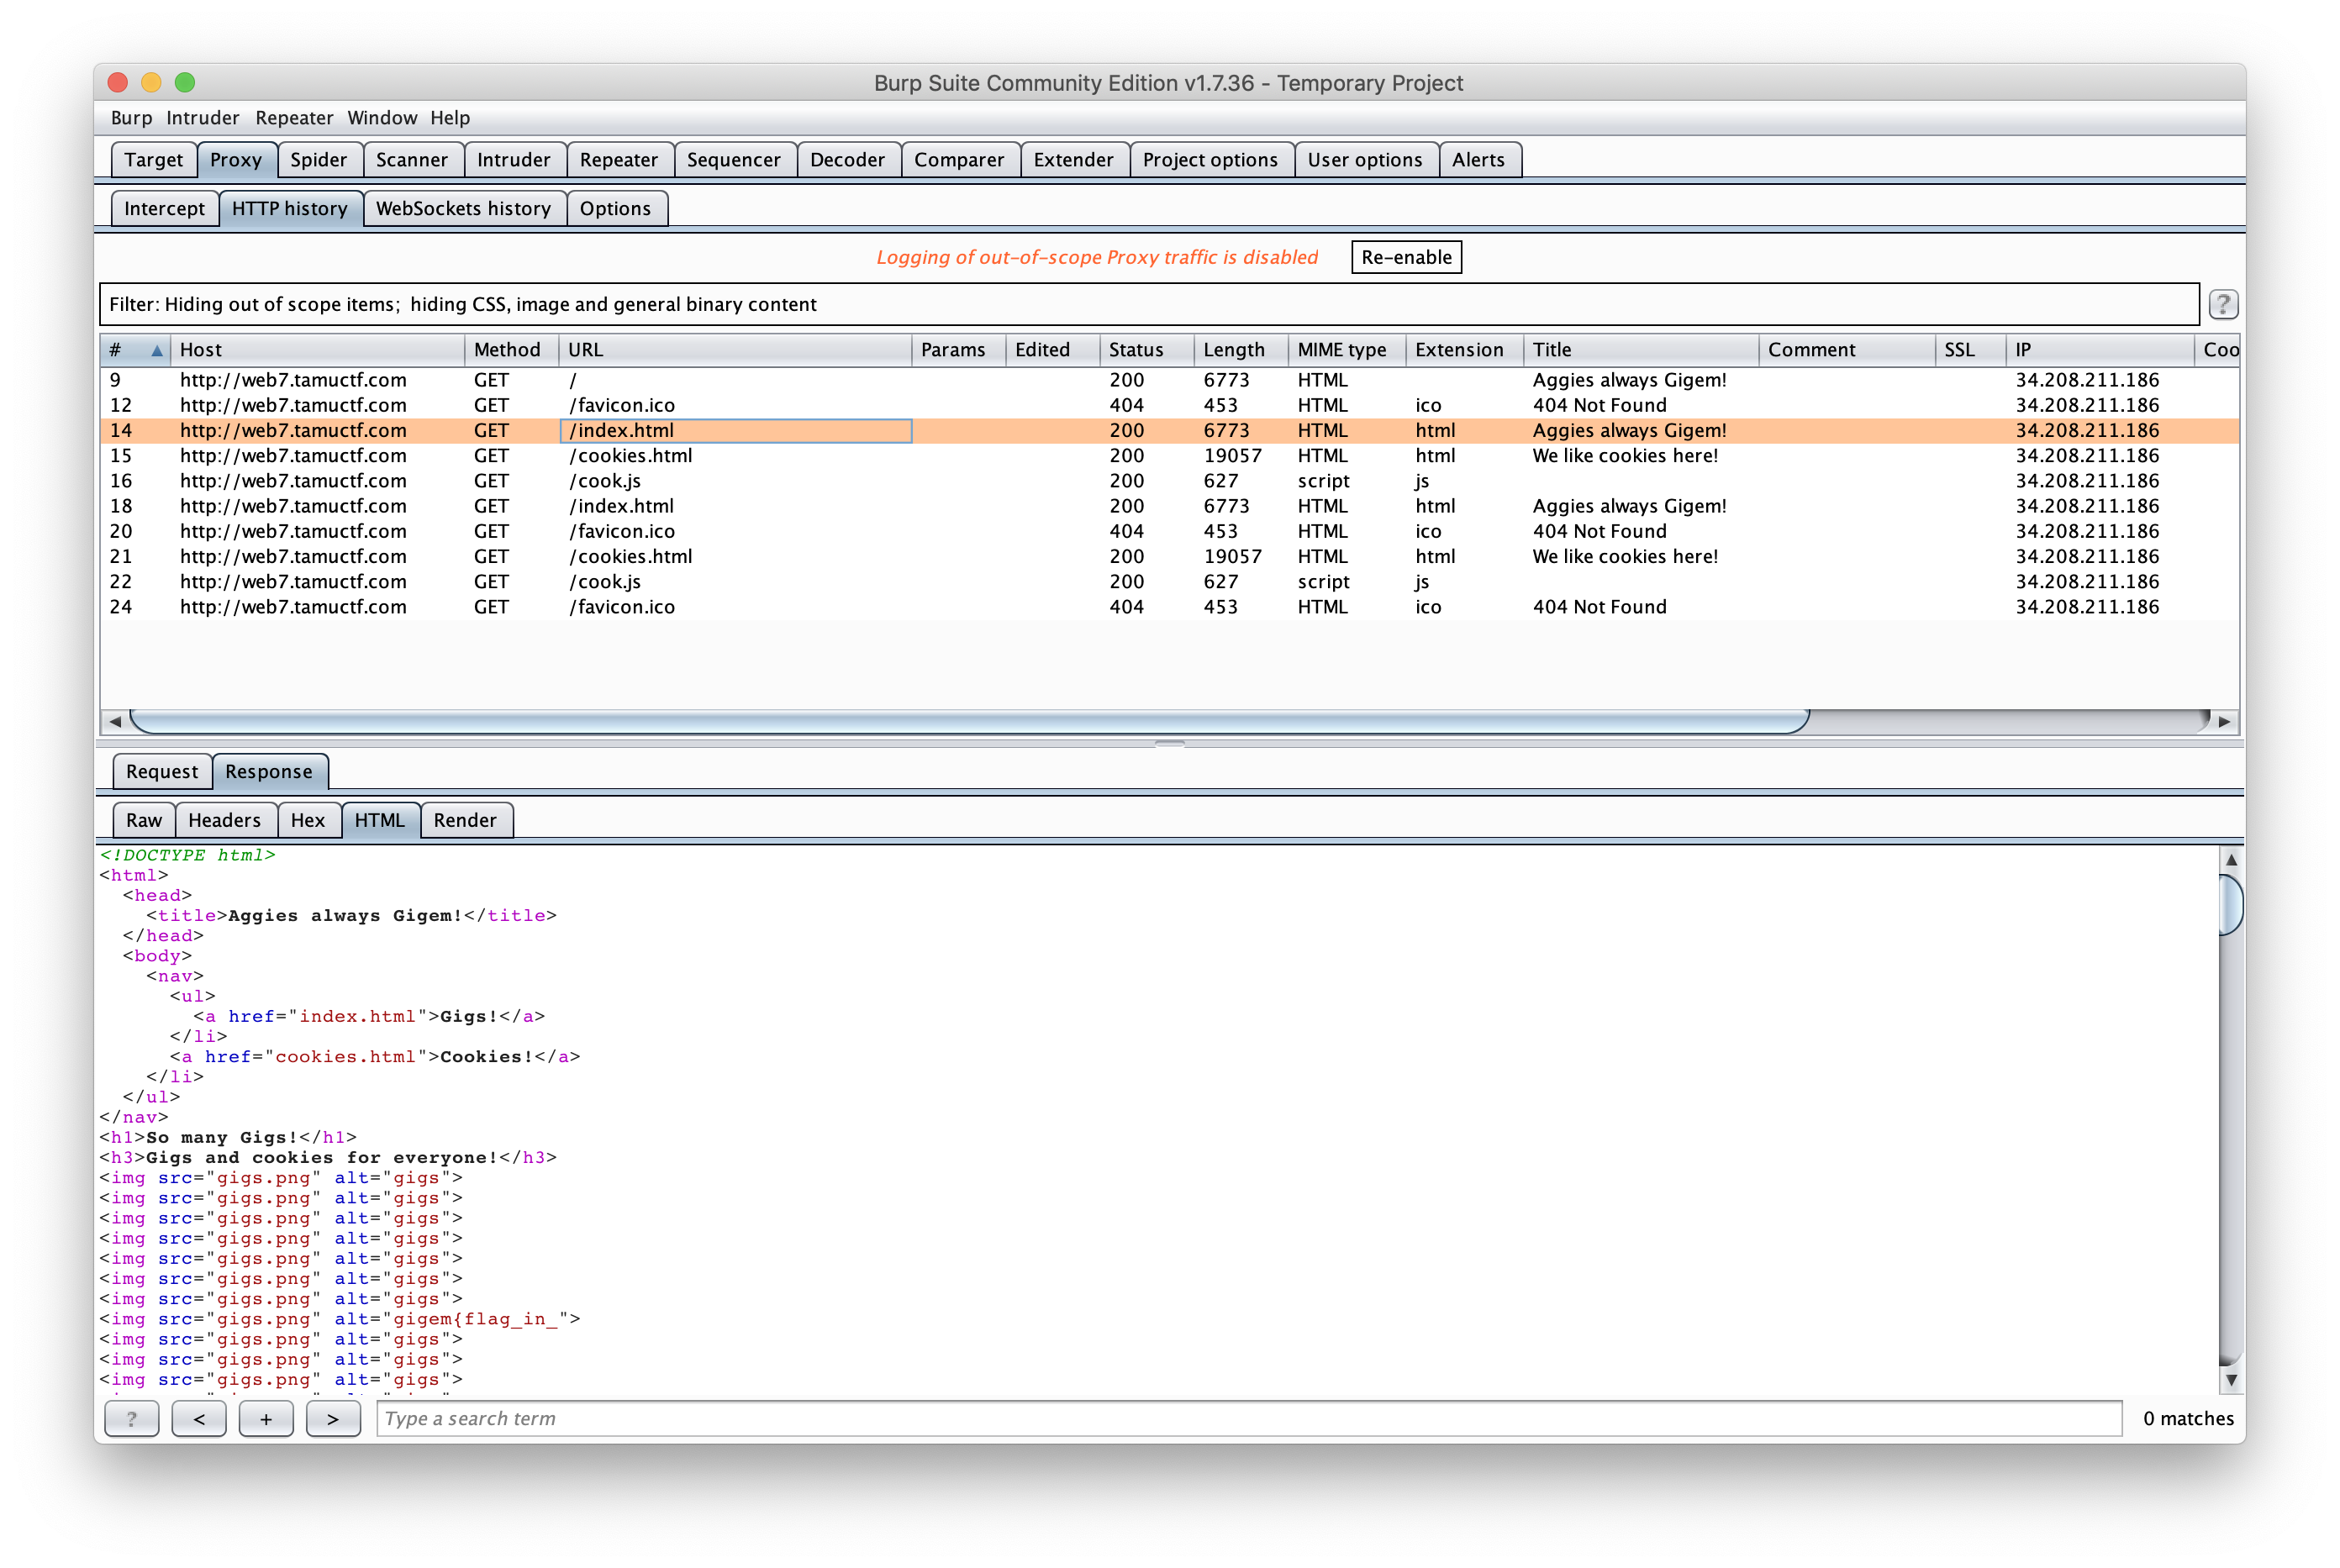 Burp Suite Community Edition v1.7.36 - Temporary Project
Burp Intruder Repeater Window Help
Target Proxy Spider Scanner Intruder Repeater Sequencer Decoder Comparer Extender Project options User options Alerts
Intercept HTTP history WebSockets history Options
Logging of out-of-scope Proxy traffic is disabled Re-enable
Filter: Hiding out of scope items; hiding CSS, image and general binary content ?
# Host Method URL Params Edited Status Length MIME type Extension Title Comment SSL IP Coo
9 http://web7.tamuctf.com GET / 200 6773 HTML Aggies always Gigem! 34.208.211.186
12 http://web7.tamuctf.com GET /favicon.ico 404 453 HTML ico 404 Not Found 34.208.211.186
14 http://web7.tamuctf.com GET /index.html 200 6773 HTML html Aggies always Gigem! 34.208.211.186
15 http://web7.tamuctf.com GET /cookies.html 200 19057 HTML html We like cookies here! 34.208.211.186
16 http://web7.tamuctf.com GET /cook.js 200 627 script js 34.208.211.186
18 http://web7.tamuctf.com GET /index.html 200 6773 HTML html Aggies always Gigem! 34.208.211.186
20 http://web7.tamuctf.com GET /favicon.ico 404 453 HTML ico 404 Not Found 34.208.211.186
21 http://web7.tamuctf.com GET /cookies.html 200 19057 HTML html We like cookies here! 34.208.211.186
22 http://web7.tamuctf.com GET /cook.js 200 627 script js 34.208.211.186
24 http://web7.tamuctf.com GET /favicon.ico 404 453 HTML ico 404 Not Found 34.208.211.186
Request Response
Raw Headers Hex HTML Render
<!DOCTYPE html>
<html>
<head>
<title>Aggies always Gigem!</title>
</head>
<body>
<nav>
<ul>
<a href="index.html">Gigs!</a>
</li>
<a href="cookies.html">Cookies!</a>
</li>
</ul>
</nav>
<h1>So many Gigs!</h1>
<h3>Gigs and cookies for everyone!</h3>
<img src="gigs.png" alt="gigs">
<img src="gigs.png" alt="gigs">
<img src="gigs.png" alt="gigs">
<img src="gigs.png" alt="gigs">
<img src="gigs.png" alt="gigs">
<img src="gigs.png" alt="gigs">
<img src="gigs.png" alt="gigs">
<img src="gigs.png" alt="gigem{flag_in_">
<img src="gigs.png" alt="gigs">
<img src="gigs.png" alt="gigs">
<img src="gigs.png" alt="gigs">
? < + > Type a search term 0 matches